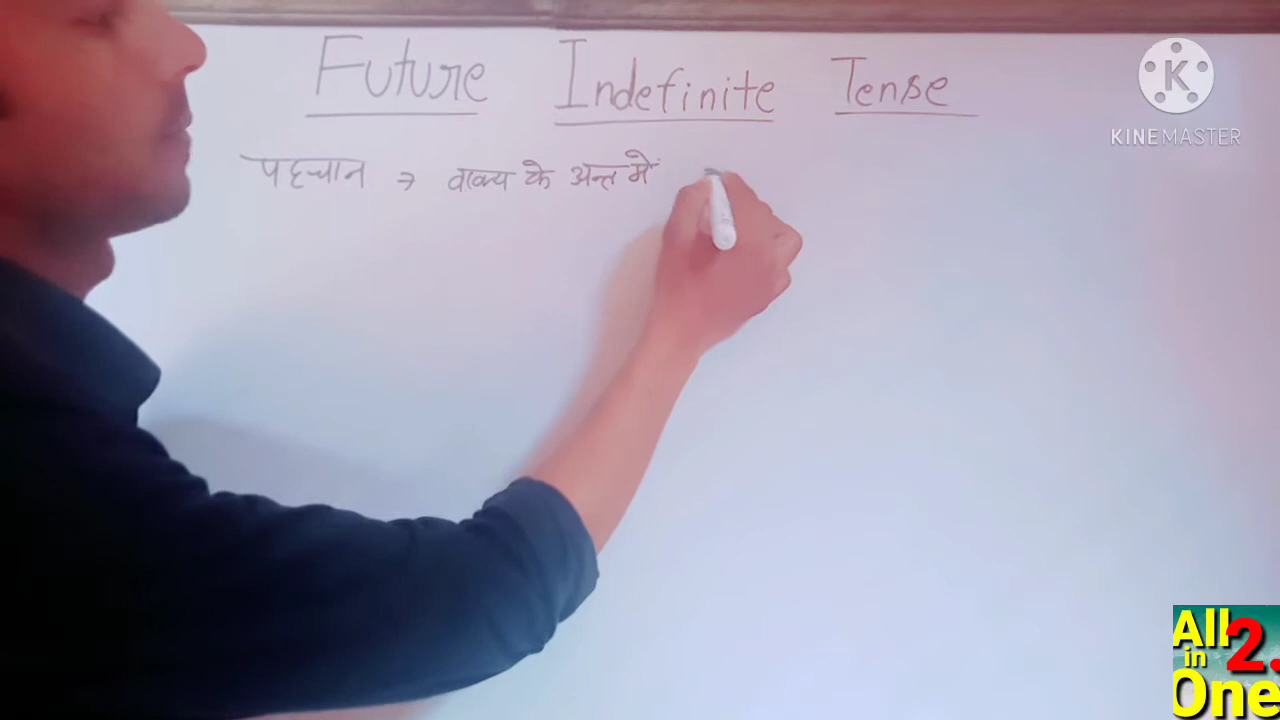 Future Indefinite Tense
पहचान → वाक्य के अन्त में
KINEMASTER
All in One 2.